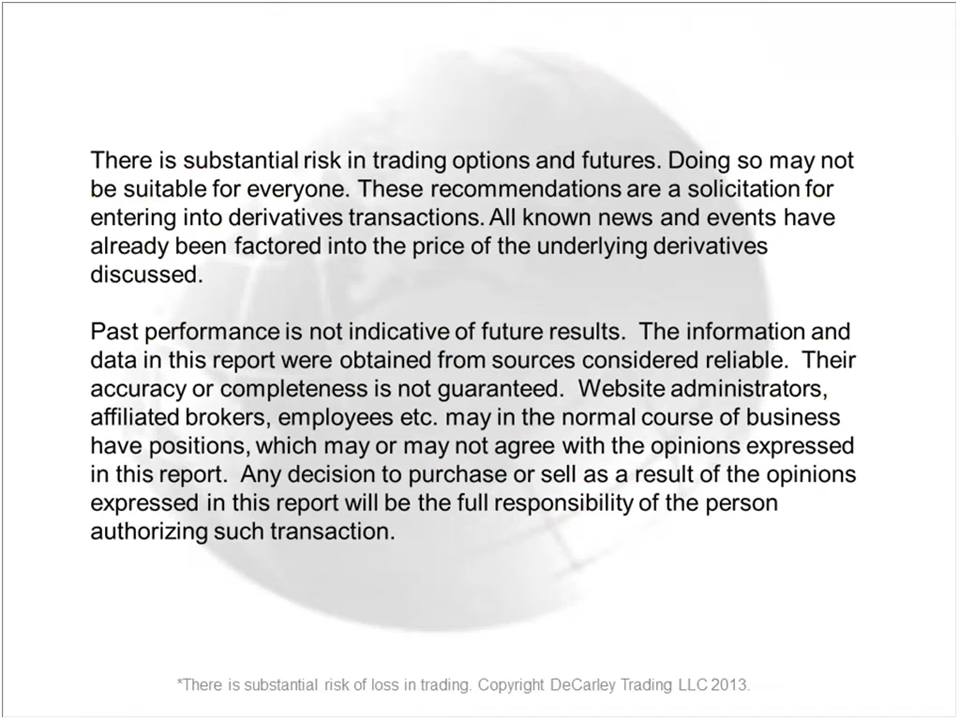 There is substantial risk in trading options and futures. Doing so may not
be suitable for everyone. These recommendations are a solicitation for
entering into derivatives transactions. All known news and events have
already been factored into the price of the underlying derivatives
discussed.
Past performance is not indicative of future results. The information and
data in this report were obtained from sources considered reliable. Their
accuracy or completeness is not guaranteed. Website administrators,
affiliated brokers, employees etc. may in the normal course of business
have positions, which may or may not agree with the opinions expressed
in this report. Any decision to purchase or sell as a result of the opinions
expressed in this report will be the full responsibility of the person
authorizing such transaction.
*There is substantial risk of loss in trading. Copyright DeCarley Trading LLC 2013.